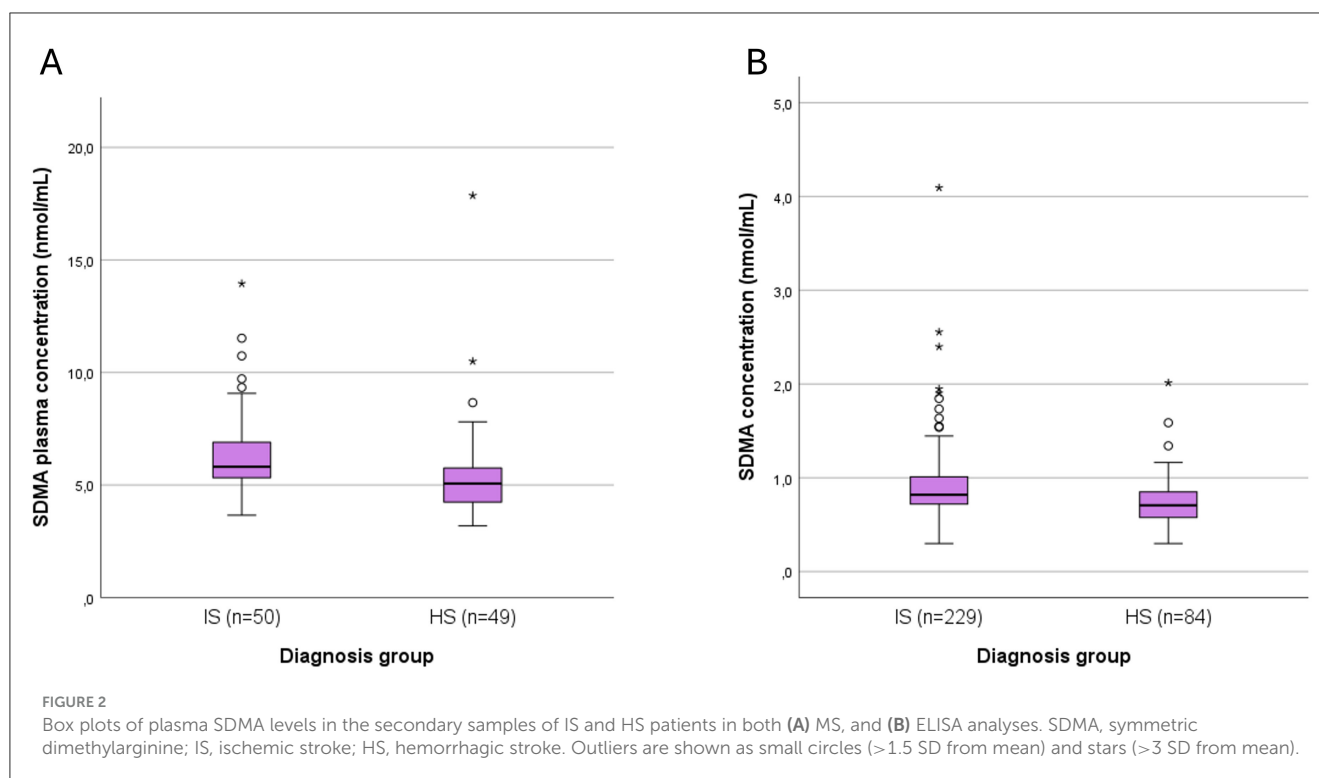 A
SDMA plasma concentration (nmol/mL)
20,0
15,0
10,0
5,0
,0
IS (n=50)
HS (n=49)
Diagnosis group
B
SDMA concentration (nmol/mL)
5,0
4,0
3,0
2,0
1,0
,0
IS (n=229)
HS (n=84)
Diagnosis group
FIGURE 2
Box plots of plasma SDMA levels in the secondary samples of IS and HS patients in both (A) MS, and (B) ELISA analyses. SDMA, symmetric
dimethylarginine; IS, ischemic stroke; HS, hemorrhagic stroke. Outliers are shown as small circles (>1.5 SD from mean) and stars (>3 SD from mean).